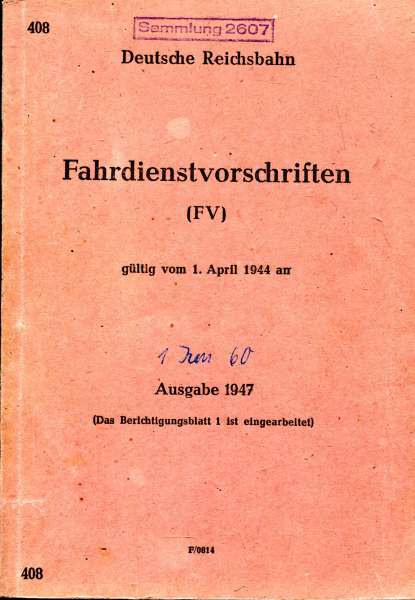 408
Sammlung 2607
Deutsche Reichsbahn
Fahrdienstvorschriften
(FV)
gültig vom 1. April 1944 an
1 60
Ausgabe 1947
(Das Berichtigungsblatt 1 ist eingearbeitet)
F/0814
408